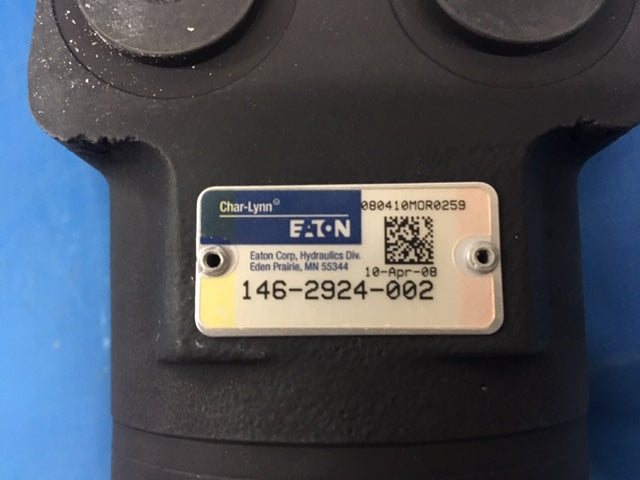 Char-Lynn®
080410MOR0259
EATON
Eaton Corp, Hydraulics Div.
Eden Prairie, MN 55344
10-Apr-08
146-2924-002